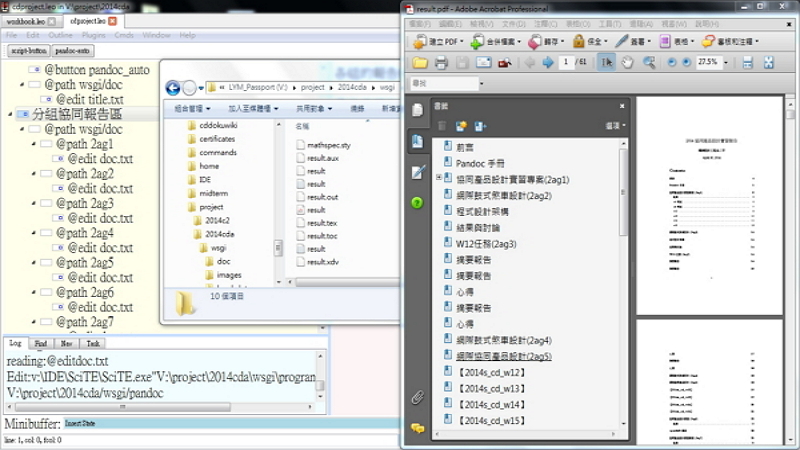 cdproject.leo in V:\project\2014cda
workbook.leo
cdproject.leo
File Edit Outline Plugins Cmds Window Help
script-button
pandoc-auto
@button pandoc_auto
@path wsgi/doc
@edit title.txt
分組協同報告區
@path wsgi/doc
@path 2ag1
@edit doc.txt
@path 2ag2
@edit doc.txt
@path 2ag3
@edit doc.txt
@path 2ag4
@edit doc.txt
@path 2ag5
@edit doc.txt
@path 2ag6
@edit doc.txt
@path 2ag7
Log Find Nav Task
reading:@editdoc.txt
Edit:v:\IDE\SciTE\SciTE.exe"V:\project\2014cda\wsgi\progran
V:\project\2014cda/wsgi/pandoc
Minibuffer: Insert State
line: 1, col: 0, fcol: 0
LYM_Passport (V:) project 2014cda wsgi
組合管理 加入至媒體櫃 共用對象 燒錄
名稱
cddokuwiki
certificates
commands
home
IDE
midterm
project
2014c2
2014cda
wsgi
doc
images
mathspec.sty
result.aux
result
result
result.out
result
result.tex
result.toc
result
result.xdv
10 個項目
result.pdf - Adobe Acrobat Professional
檔案(F) 編輯(E) 檢視(V) 文件(D) 註解(C) 表格(O) 工具(T) 進階(A) 視窗(W) 說明(H)
建立 PDF 合併檔案 轉存 保全 簽署 表格 審核和注釋
1 / 61
27.5%
尋找
書籤
選項
前言
Pandoc 手冊
協同產品設計實習專案(2ag1)
網際鼓式煞車設計(2ag2)
程式設計架構
結果與討論
W12任務(2ag3)
摘要報告
摘要報告
心得
摘要報告
心得
網際鼓式煞車設計(2ag4)
網際協同產品設計(2ag5)
【2014s_cd_w12】
【2014s_cd_w13】
【2014s_cd_w14】
【2014s_cd_w15】
Contents